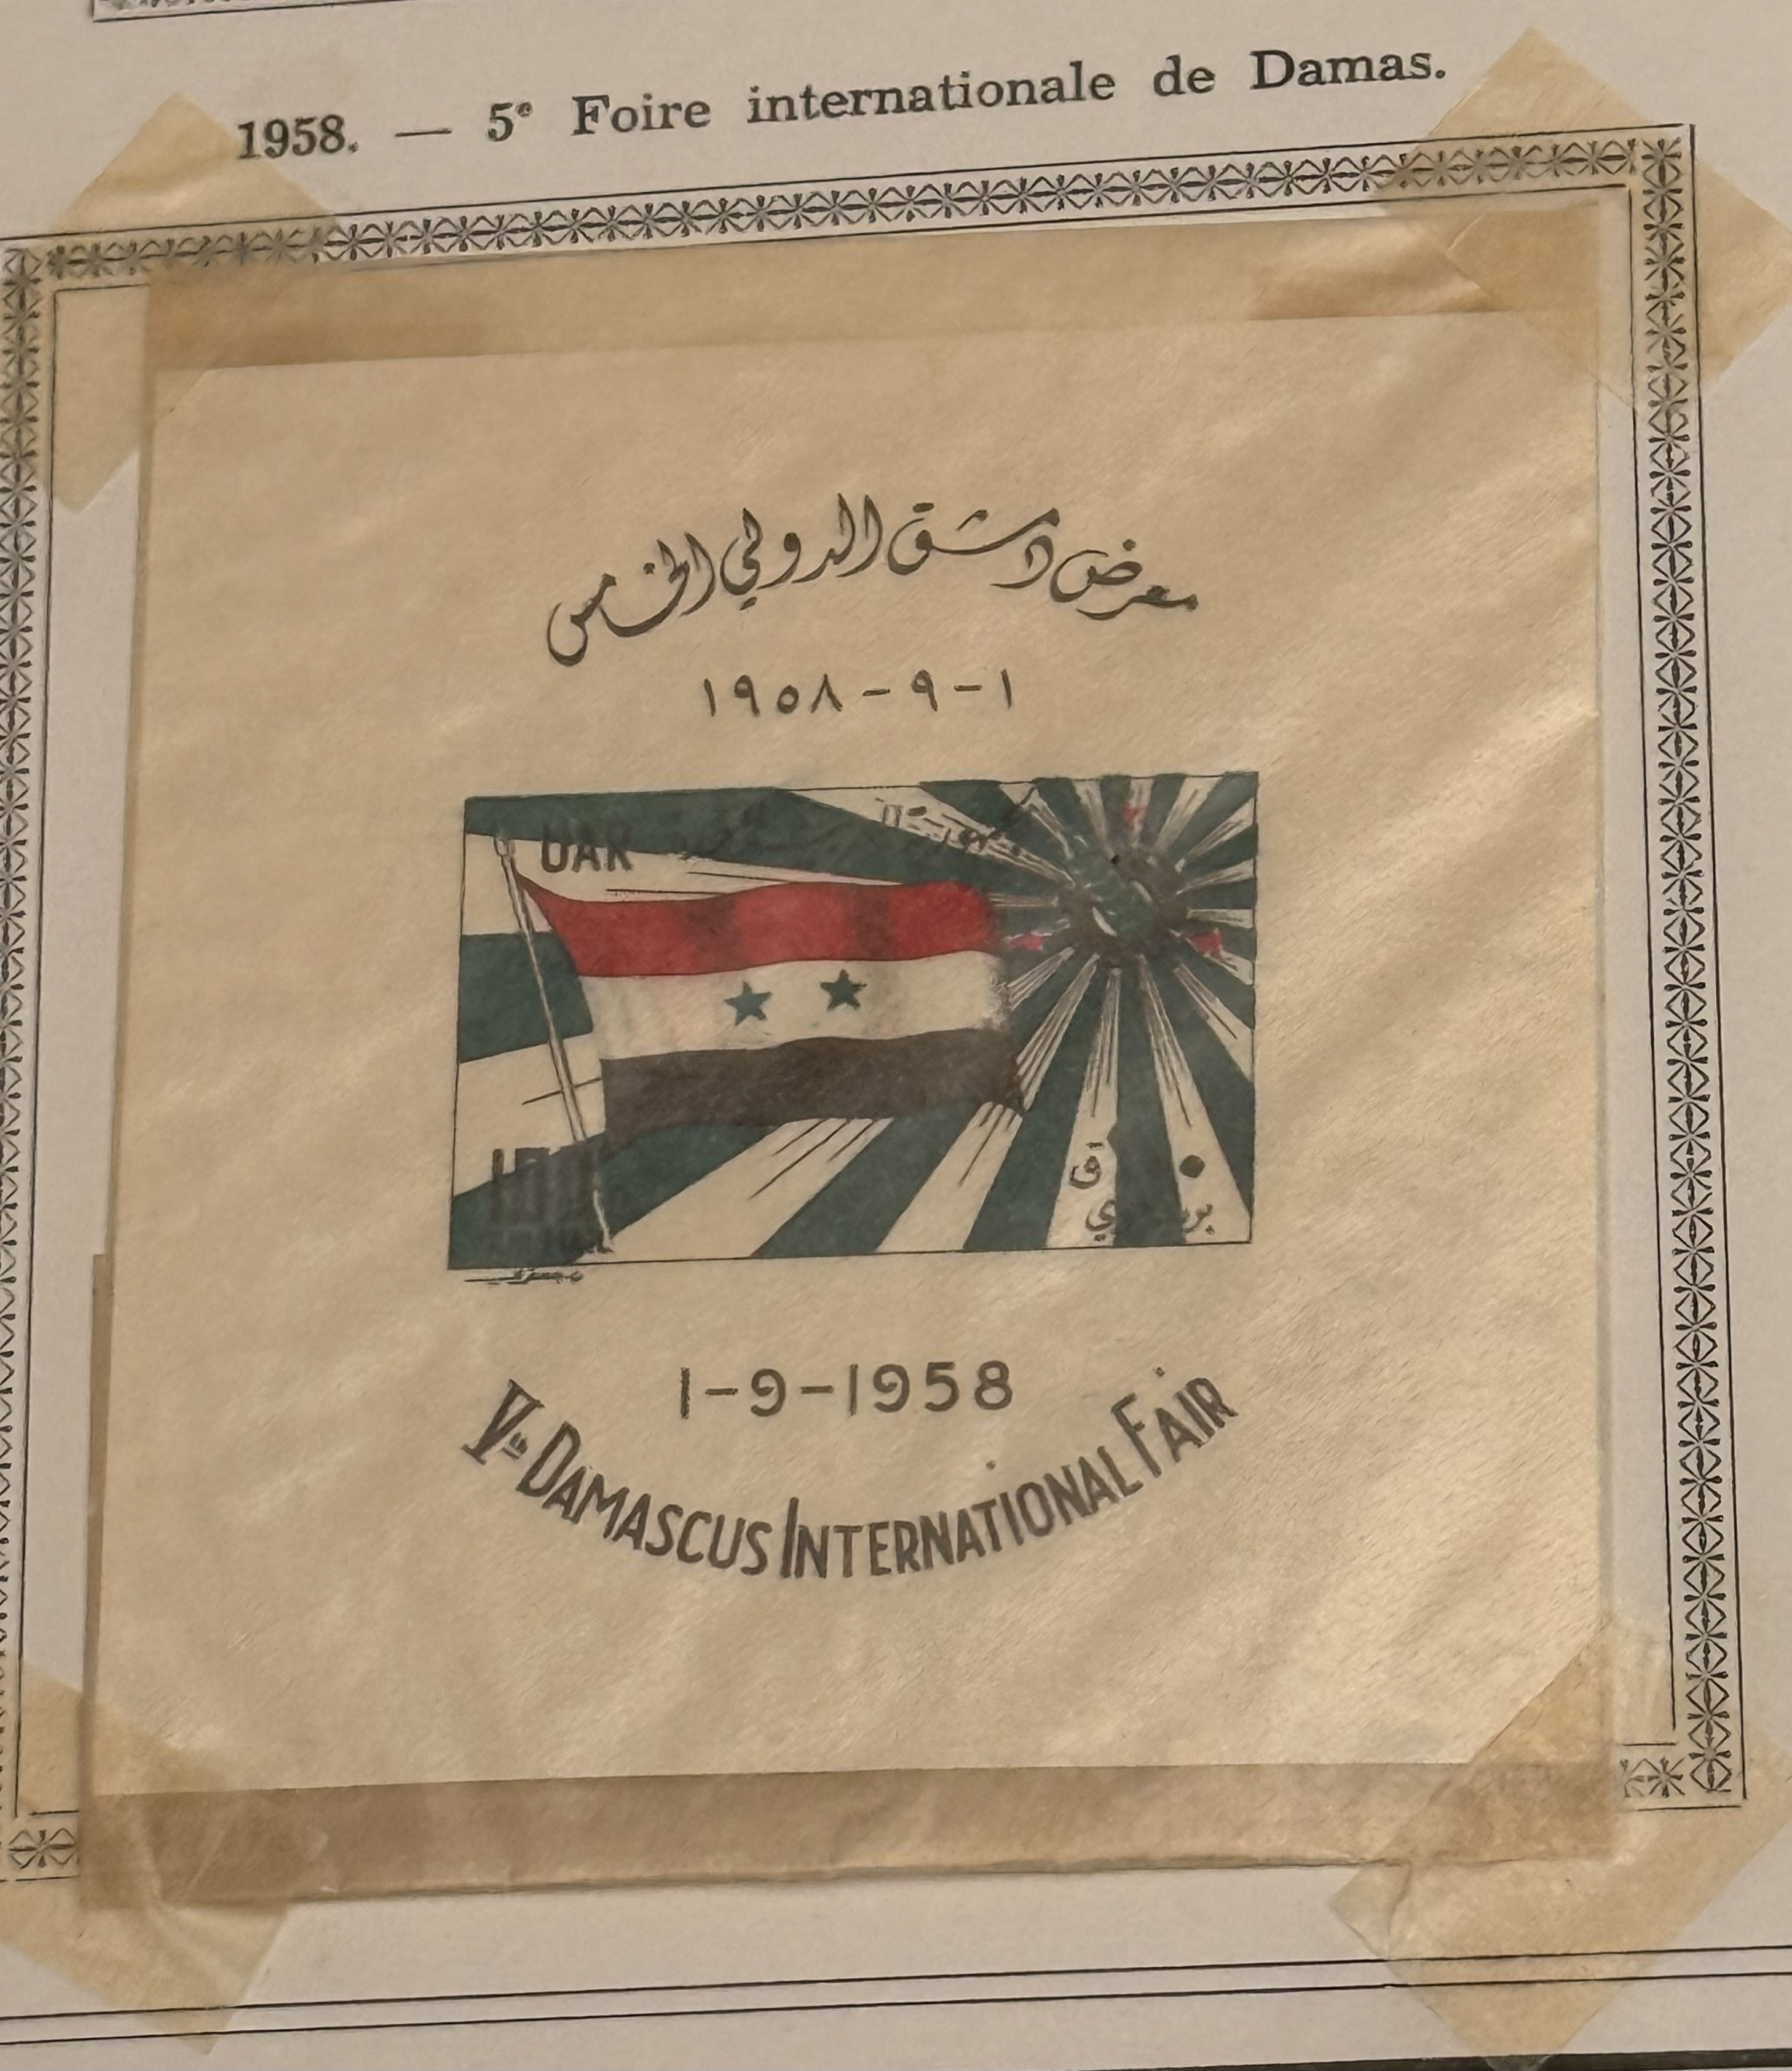 1958. — 5e Foire internationale de Damas.
معرض دمشق الدولي الخامس
١-٩-١٩٥٨
UAR
ق
1-9-1958
Vth DAMASCUS INTERNATIONAL FAIR